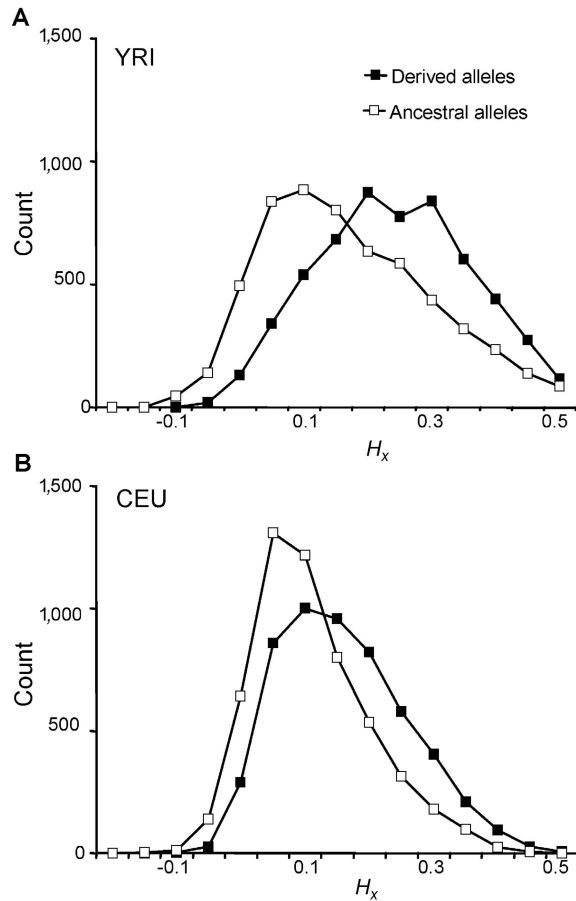 A
1,500
YRI
Derived alleles
Ancestral alleles
1,000
Count
500
0
-0.1 0.1 0.3 0.5
Hx
B
1,500
CEU
1,000
Count
500
0
-0.1 0.1 0.3 0.5
Hx